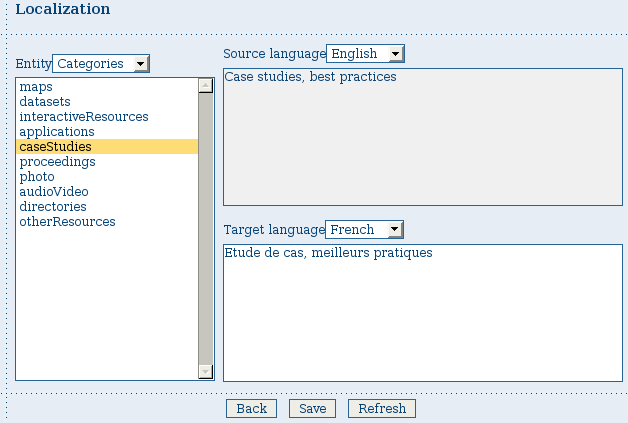 Localization
Entity Categories
maps
datasets
interactiveResources
applications
caseStudies
proceedings
photo
audioVideo
directories
otherResources
Source language English
Case studies, best practices
Target language French
Etude de cas, meilleurs pratiques
Back Save Refresh